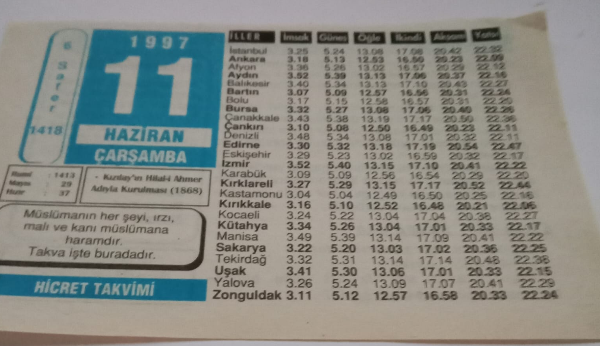 1997
6 Safer 1418
11
HAZİRAN
ÇARŞAMBA
Rumi : 1413
Mayıs : 29
Hızır : 37
- Kızılay'ın Hilal-i Ahmer
Adıyla Kurulması (1868)
Müslümanın her şeyi, ırzı,
malı ve kanı müslümana
haramdır.
Takva işte buradadır.
HİCRET TAKVİMİ
İLLER İmsak Güneş Öğle İkindi Akşam Yatsı
İstanbul 3.25 5.24 13.08 17.08 20.42 22.32
Ankara 3.18 5.13 12.53 16.50 20.23 22.09
Afyon 3.36 5.26 13.02 16.57 20.29 22.12
Aydın 3.52 5.39 13.13 17.06 20.37 22.16
Balıkesir 3.40 5.34 13.13 17.10 20.43 22.27
Bartın 3.07 5.09 12.57 16.56 20.31 22.24
Bolu 3.17 5.15 12.58 16.57 20.31 22.20
Bursa 3.32 5.27 13.08 17.06 20.40 22.26
Çanakkale 3.43 5.38 13.19 17.17 20.50 22.36
Çankırı 3.10 5.08 12.50 16.49 20.23 22.11
Denizli 3.48 5.34 13.08 17.01 20.32 22.11
Edirne 3.30 5.32 13.18 17.19 20.54 22.47
Eskişehir 3.29 5.23 13.02 16.59 20.32 22.17
İzmir 3.52 5.40 13.15 17.10 20.41 22.22
Karabük 3.09 5.09 12.56 16.54 20.29 22.20
Kırklareli 3.27 5.29 13.15 17.17 20.52 22.44
Kastamonu 3.04 5.04 12.49 16.50 20.25 22.16
Kırıkkale 3.16 5.10 12.52 16.48 20.21 22.06
Kocaeli 3.24 5.22 13.04 17.04 20.38 22.27
Kütahya 3.34 5.26 13.04 17.01 20.33 22.17
Manisa 3.49 5.39 13.14 17.09 20.41 22.22
Sakarya 3.22 5.20 13.03 17.02 20.36 22.25
Tekirdağ 3.32 5.31 13.14 17.14 20.48 22.38
Uşak 3.41 5.30 13.06 17.01 20.33 22.15
Yalova 3.26 5.24 13.09 17.07 20.41 22.29
Zonguldak 3.11 5.12 12.57 16.58 20.33 22.24